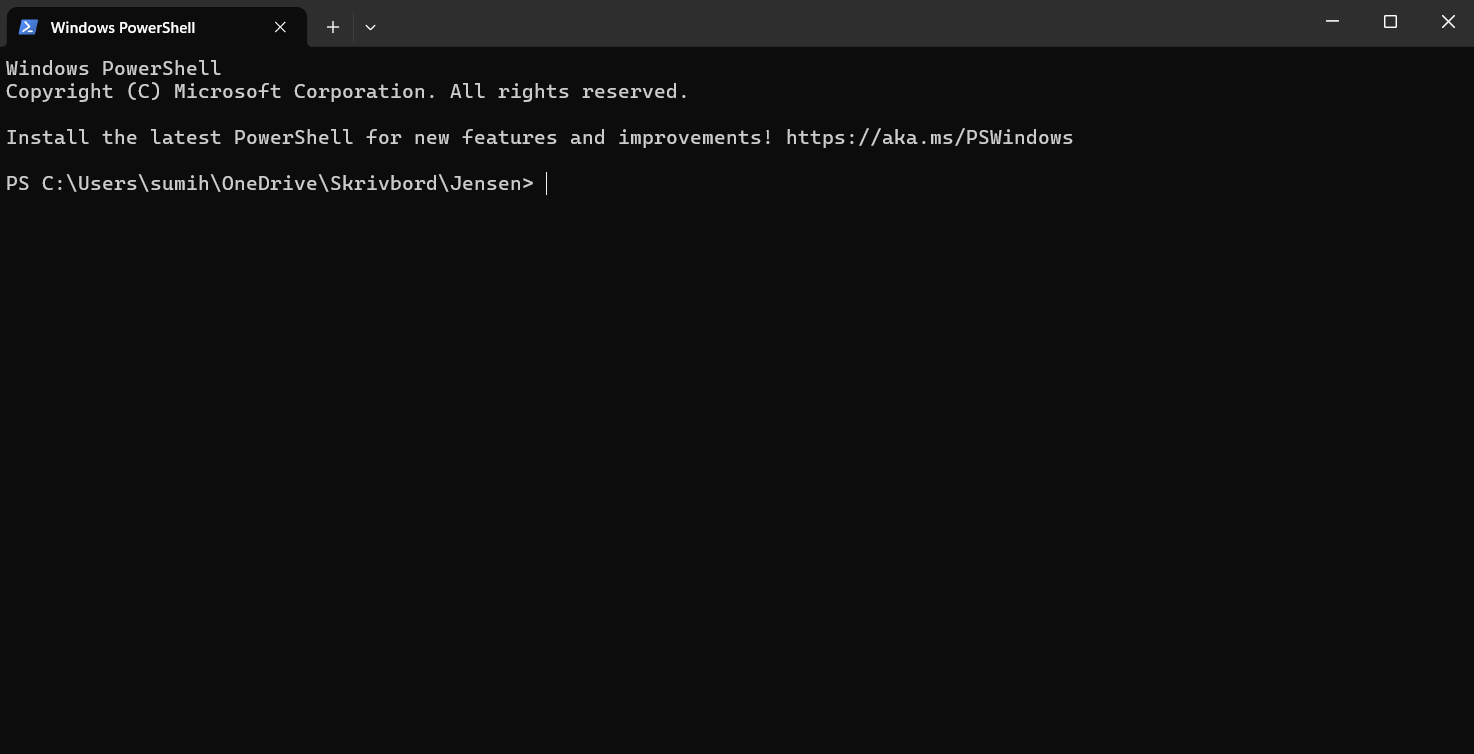 Windows PowerShell
Windows PowerShell
Copyright (C) Microsoft Corporation. All rights reserved.
Install the latest PowerShell for new features and improvements! https://aka.ms/PSWindows
PS C:\Users\sumih\OneDrive\Skrivbord\Jensen>